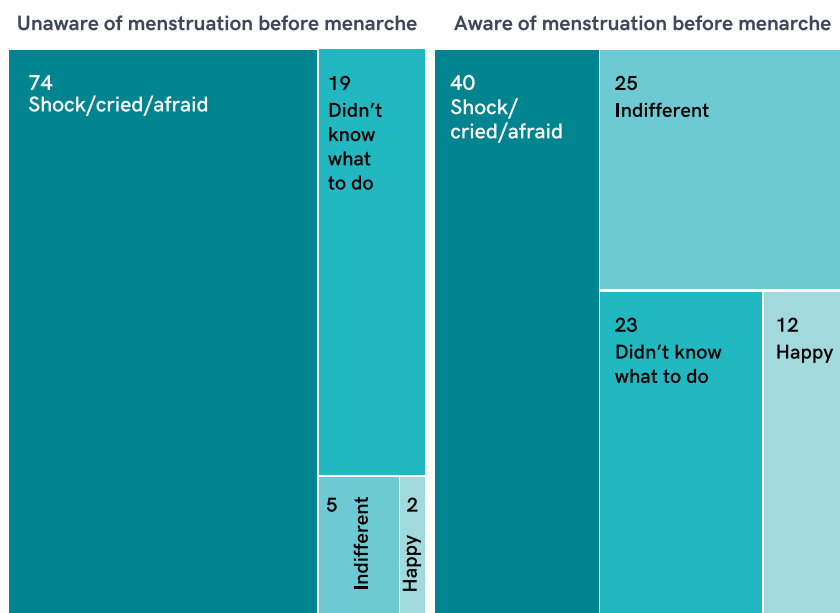 Unaware of menstruation before menarche
74
Shock/cried/afraid
19
Didn't
know
what
to do
5
Indifferent
2
Happy
Aware of menstruation before menarche
40
Shock/
cried/afraid
25
Indifferent
23
Didn't know
what to do
12
Happy